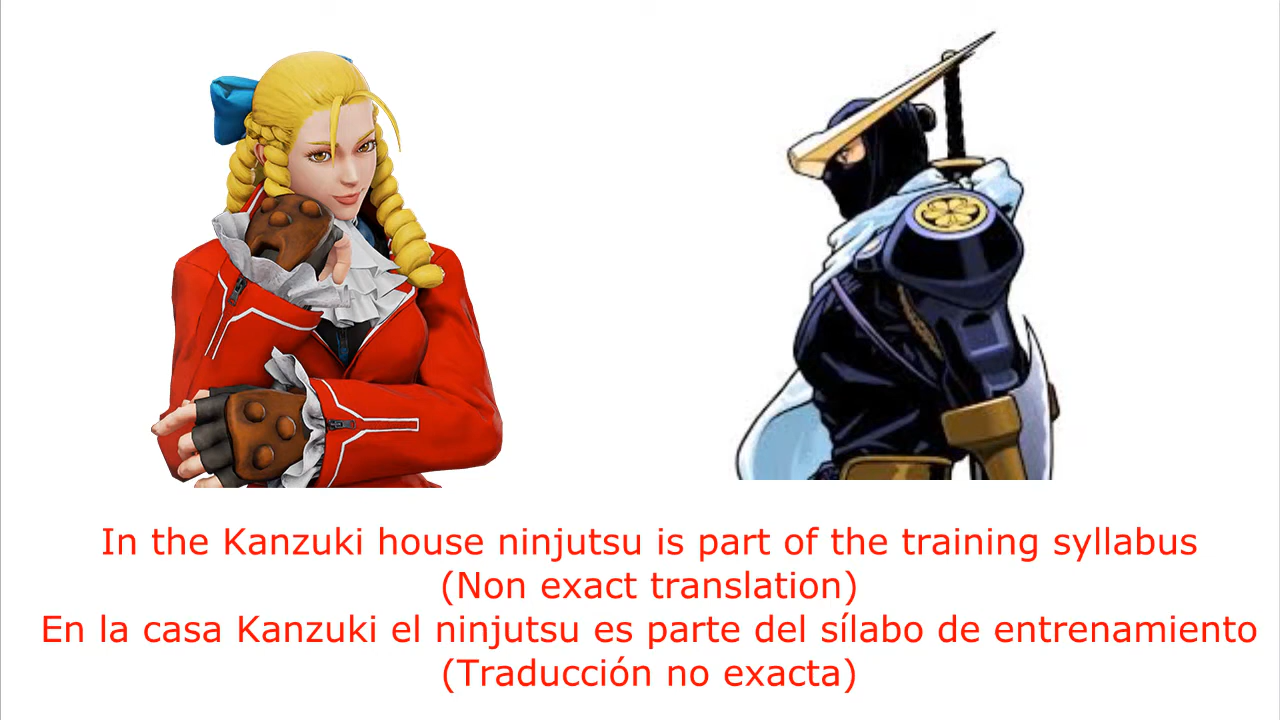 In the Kanzuki house ninjutsu is part of the training syllabus
(Non exact translation)
En la casa Kanzuki el ninjutsu es parte del sílabo de entrenamiento
(Traducción no exacta)